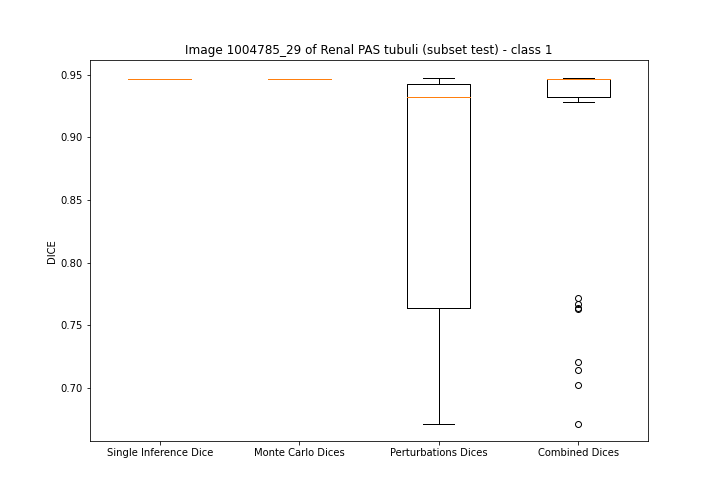 Image 1004785_29 of Renal PAS tubuli (subset test) - class 1
0.95
0.90
0.85
0.80
0.75
0.70
DICE
Single Inference Dice
Monte Carlo Dices
Perturbations Dices
Combined Dices